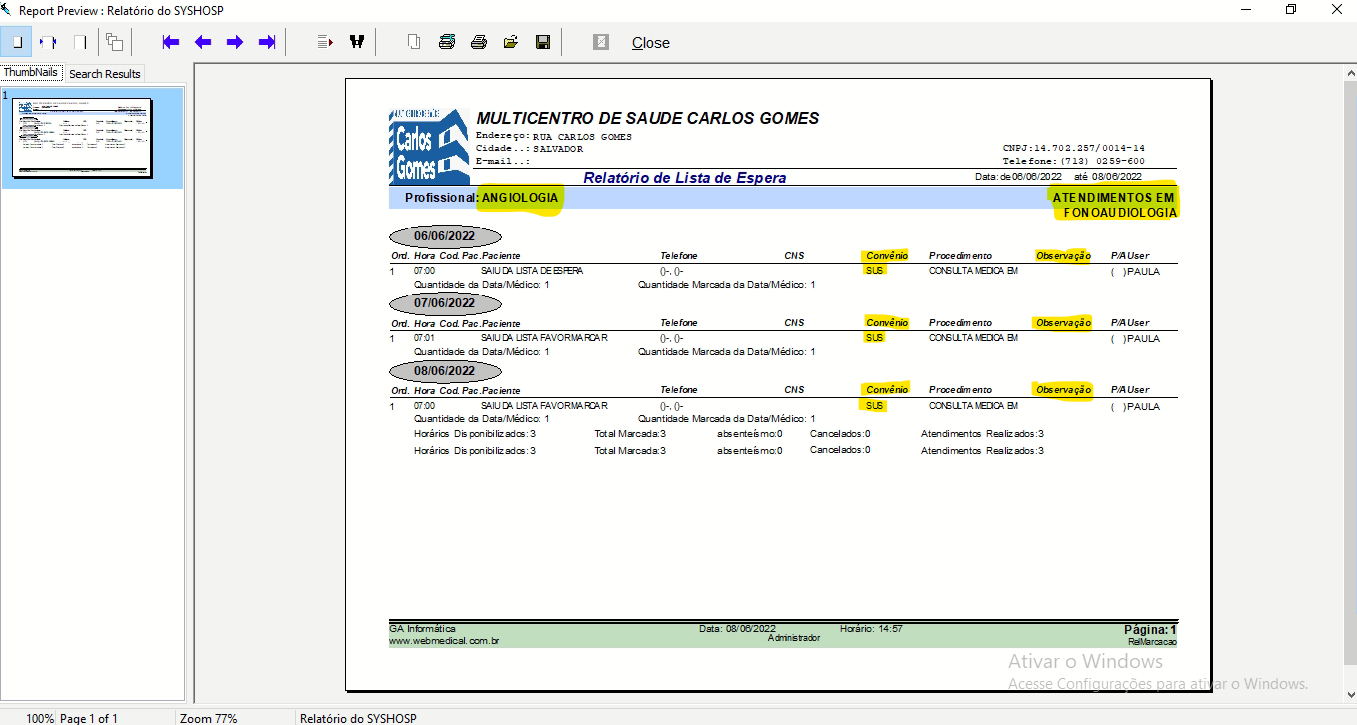 Report Preview : Relatório do SYSHOSP
Close
ThumbNails Search Results
1
Carlos Gomes
MULTICENTRO DE SAUDE CARLOS GOMES
Endereço: RUA CARLOS GOMES
Cidade..: SALVADOR CNPJ:14.702.257/0014-14
E-mail..: Telefone:(713) 0259-600
Relatório de Lista de Espera Data: de 06/06/2022 até 08/06/2022
Profissional: ANGIOLOGIA ATENDIMENTOS EM
FONOAUDIOLOGIA
06/06/2022
Ord. Hora Cod. Pac. Paciente Telefone CNS Convênio Procedimento Observação P/A User
1 07:00 SAIU DA LISTA DE ESPERA ()-, ()- SUS CONSULTA MEDICA EM ( ) PAULA
Quantidade da Data/Médico: 1 Quantidade Marcada da Data/Médico: 1
07/06/2022
Ord. Hora Cod. Pac. Paciente Telefone CNS Convênio Procedimento Observação P/A User
1 07:01 SAIU DA LISTA FAVOR MARCAR ()-, ()- SUS CONSULTA MEDICA EM ( ) PAULA
Quantidade da Data/Médico: 1 Quantidade Marcada da Data/Médico: 1
08/06/2022
Ord. Hora Cod. Pac. Paciente Telefone CNS Convênio Procedimento Observação P/A User
1 07:00 SAIU DA LISTA FAVOR MARCAR ()-, ()- SUS CONSULTA MEDICA EM ( ) PAULA
Quantidade da Data/Médico: 1 Quantidade Marcada da Data/Médico: 1
Horários Disponibilizados: 3 Total Marcada: 3 absenteísmo:0 Cancelados:0 Atendimentos Realizados: 3
Horários Disponibilizados: 3 Total Marcada: 3 absenteísmo:0 Cancelados:0 Atendimentos Realizados: 3
GA Informática Data: 08/06/2022 Horário: 14:57 Página: 1
www.webmedical.com.br Administrador RelMarcacao
Ativar o Windows
Acesse Configurações para ativar o Windows.
100% Page 1 of 1 Zoom 77% Relatório do SYSHOSP